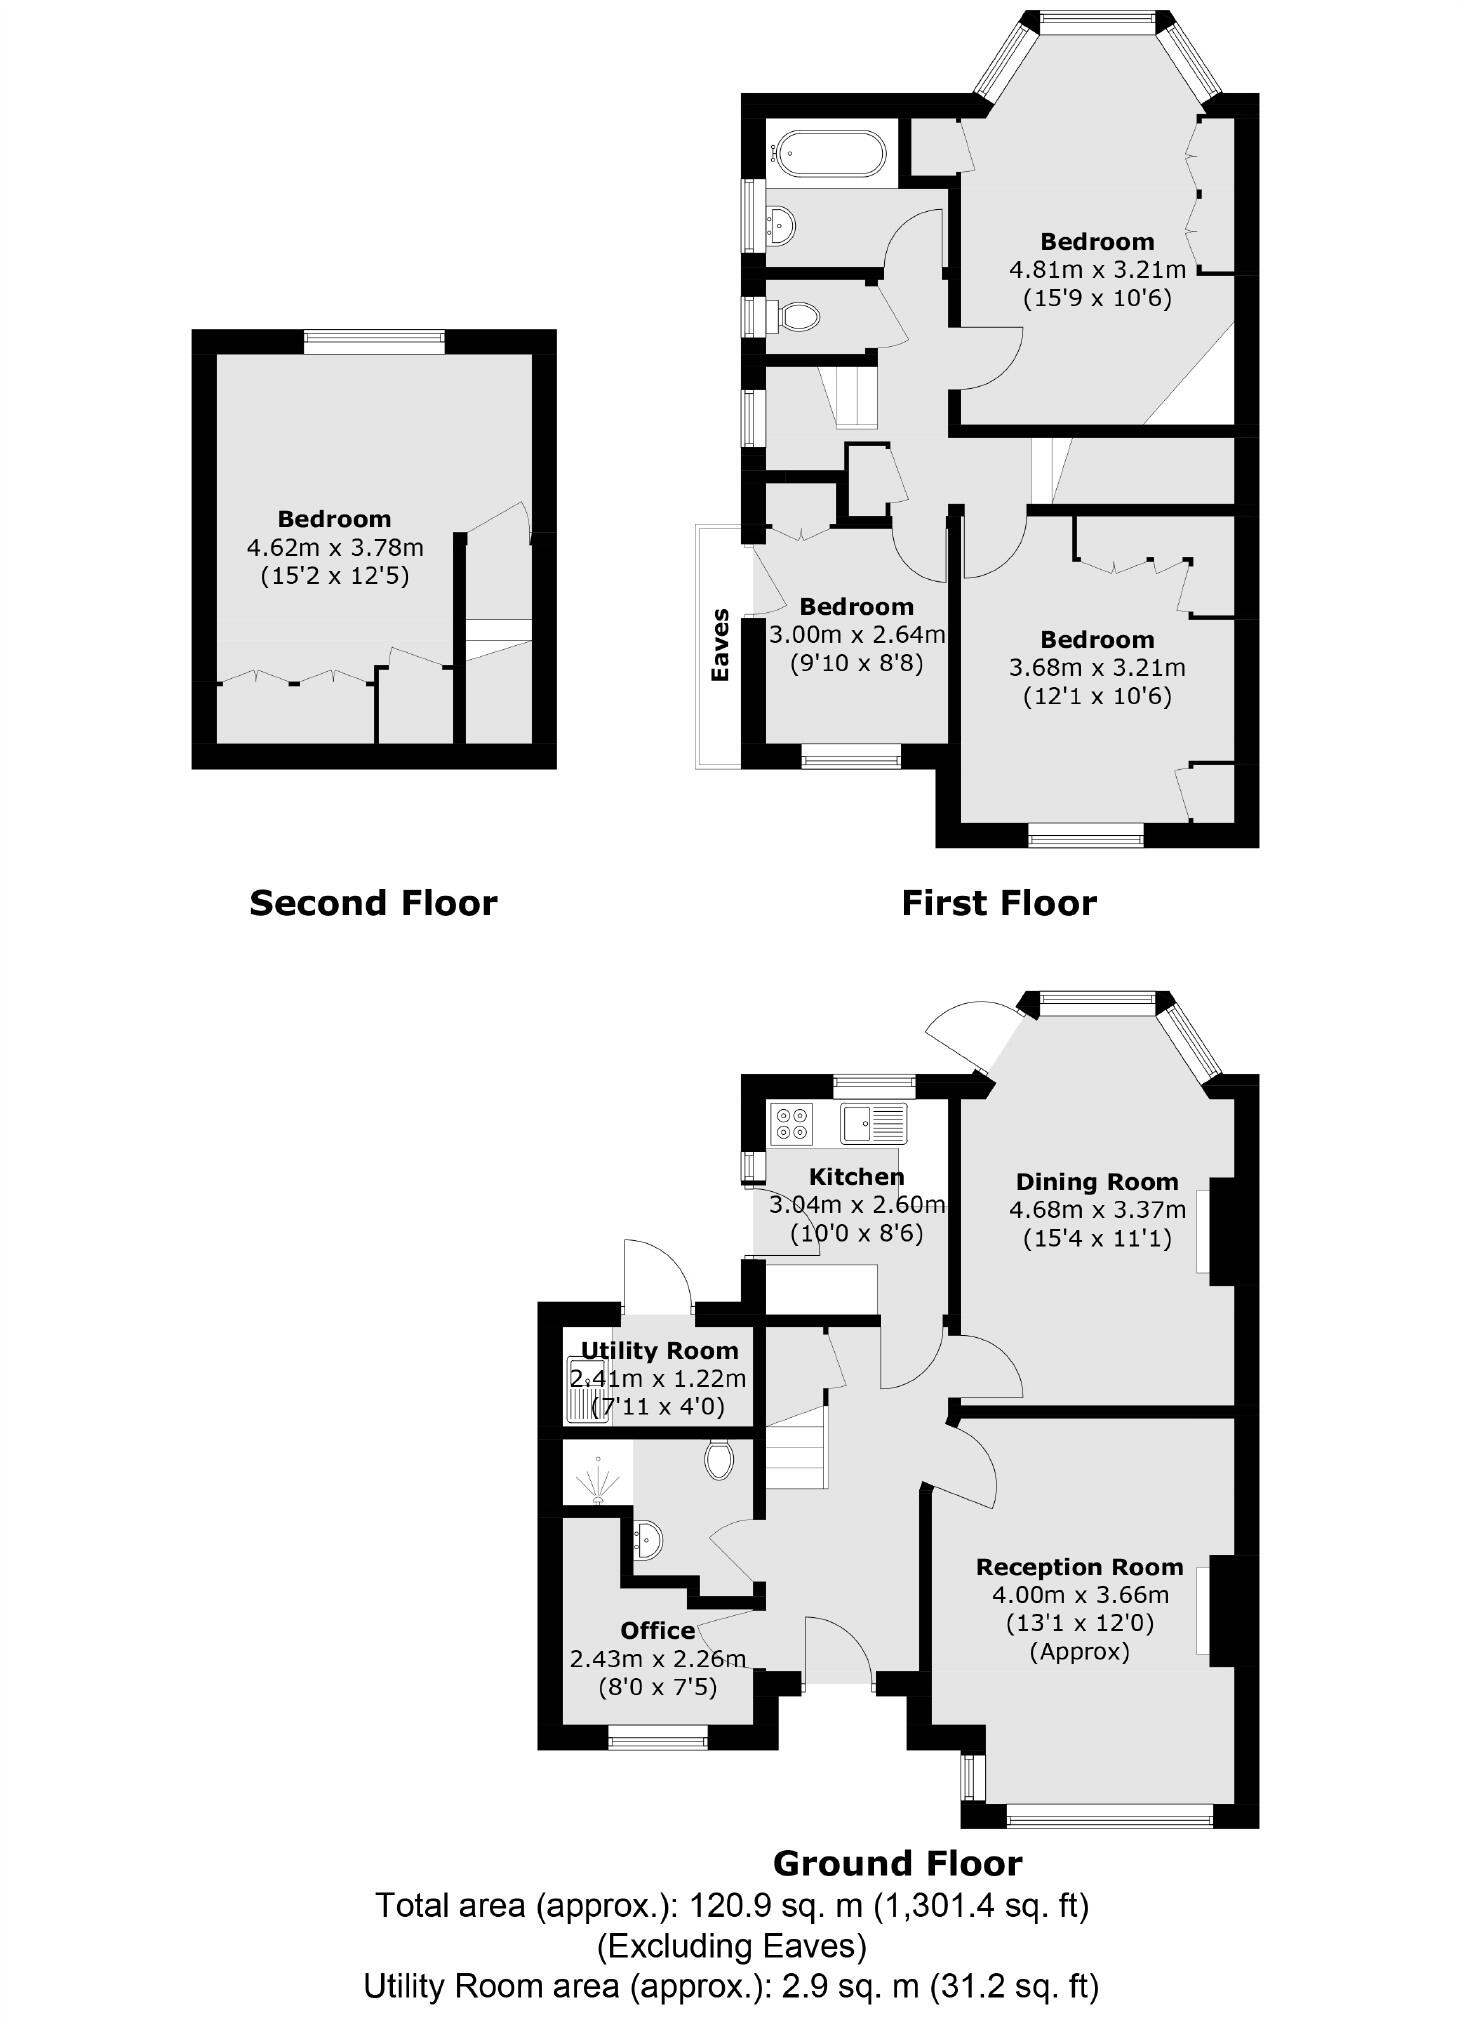 Bedroom
4.81m x 3.21m
(15'9 x 10'6)
Bedroom
4.62m x 3.78m
(15'2 x 12'5)
Eaves
Bedroom
3.00m x 2.64m
(9'10 x 8'8)
Bedroom
3.68m x 3.21m
(12'1 x 10'6)
Second Floor
First Floor
Kitchen
3.04m x 2.60m
(10'0 x 8'6)
Dining Room
4.68m x 3.37m
(15'4 x 11'1)
Utility Room
2.41m x 1.22m
(7'11 x 4'0)
Reception Room
4.00m x 3.66m
(13'1 x 12'0)
(Approx)
Office
2.43m x 2.26m
(8'0 x 7'5)
Ground Floor
Total area (approx.): 120.9 sq. m (1,301.4 sq. ft)
(Excluding Eaves)
Utility Room area (approx.): 2.9 sq. m (31.2 sq. ft)